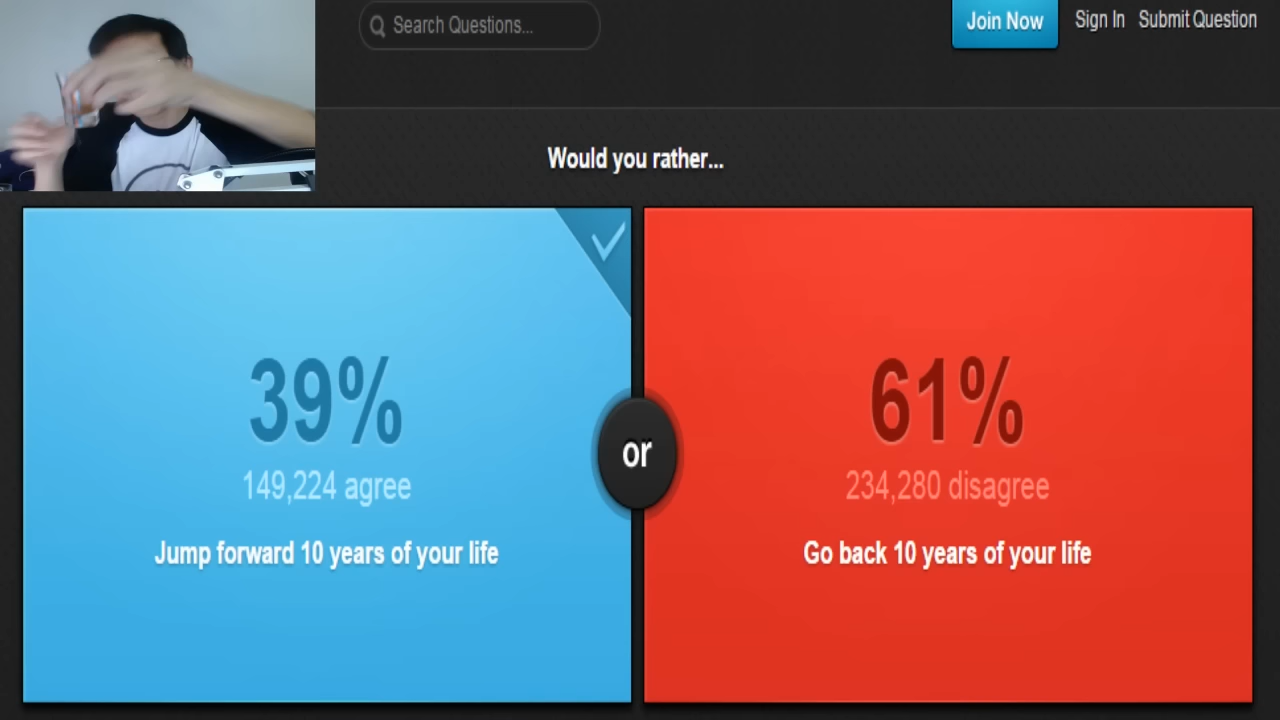 Search Questions...
Join Now
Sign In
Submit Question
Would you rather...
39%
149,224 agree
Jump forward 10 years of your life
or
61%
234,280 disagree
Go back 10 years of your life